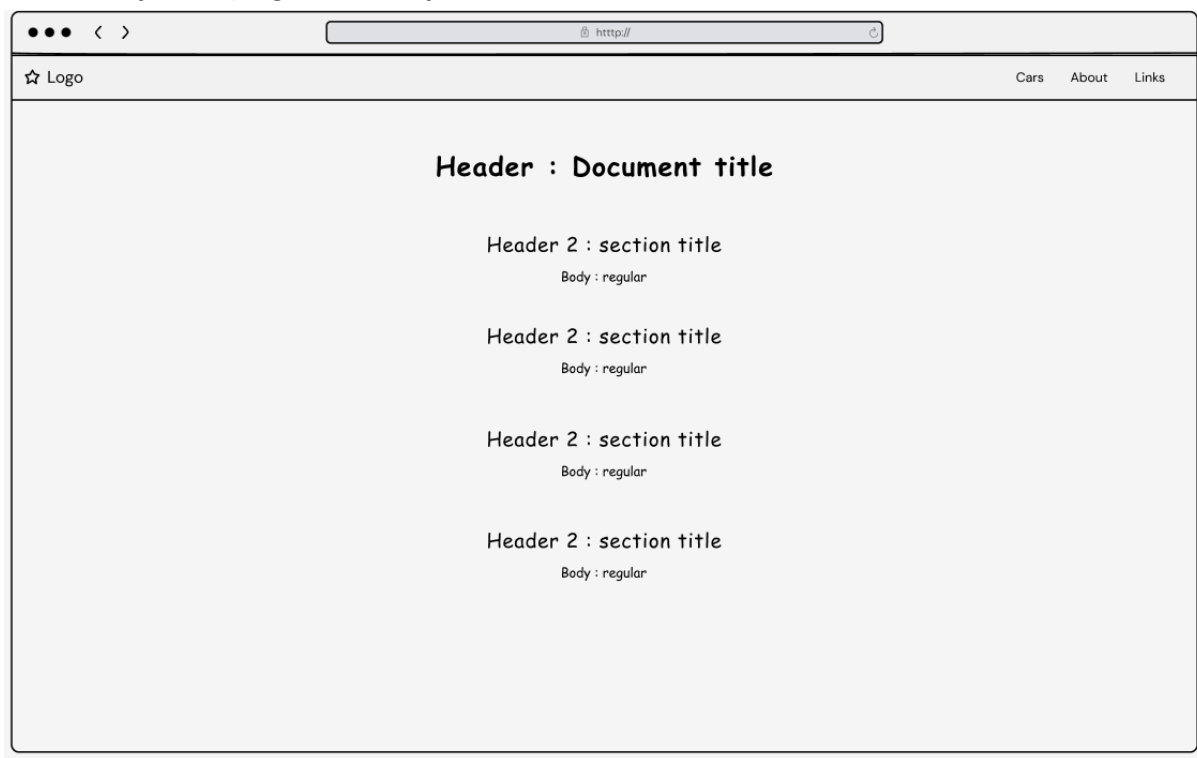 htttp://
Logo
Cars About Links
Header : Document title
Header 2 : section title
Body : regular
Header 2 : section title
Body : regular
Header 2 : section title
Body : regular
Header 2 : section title
Body : regular